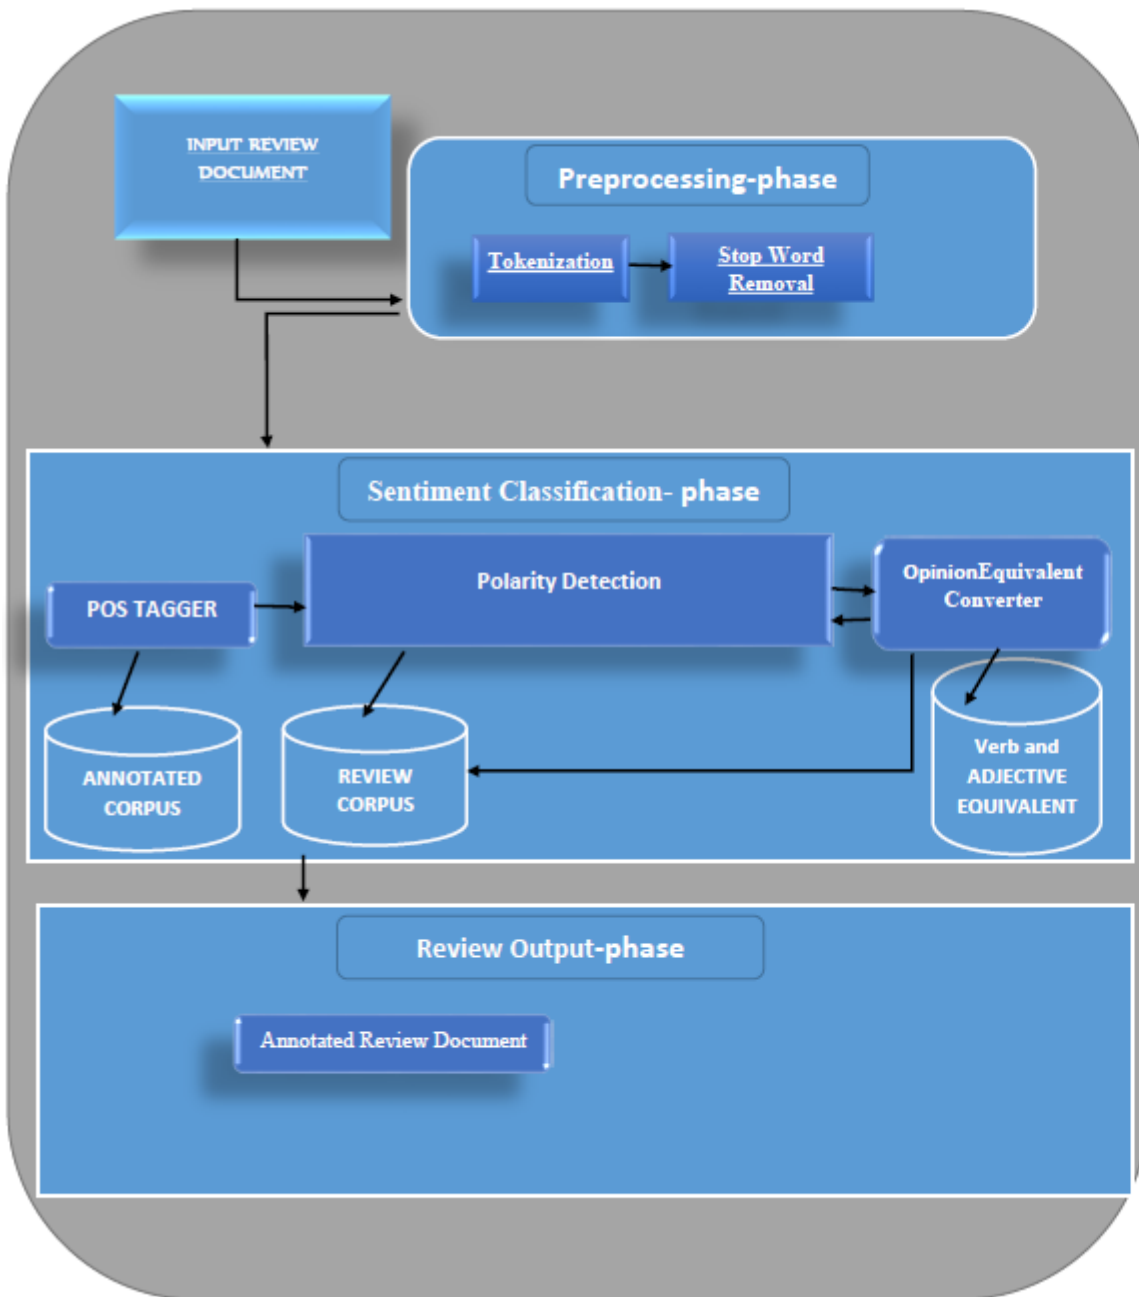 INPUT REVIEW
DOCUMENT
Preprocessing-phase
Tokenization
Stop Word
Removal
Sentiment Classification- phase
Polarity Detection
OpinionEquivalent
Converter
POS TAGGER
ANNOTATED
CORPUS
REVIEW
CORPUS
Verb and
ADJECTIVE
EQUIVALENT
Review Output-phase
Annotated Review Document